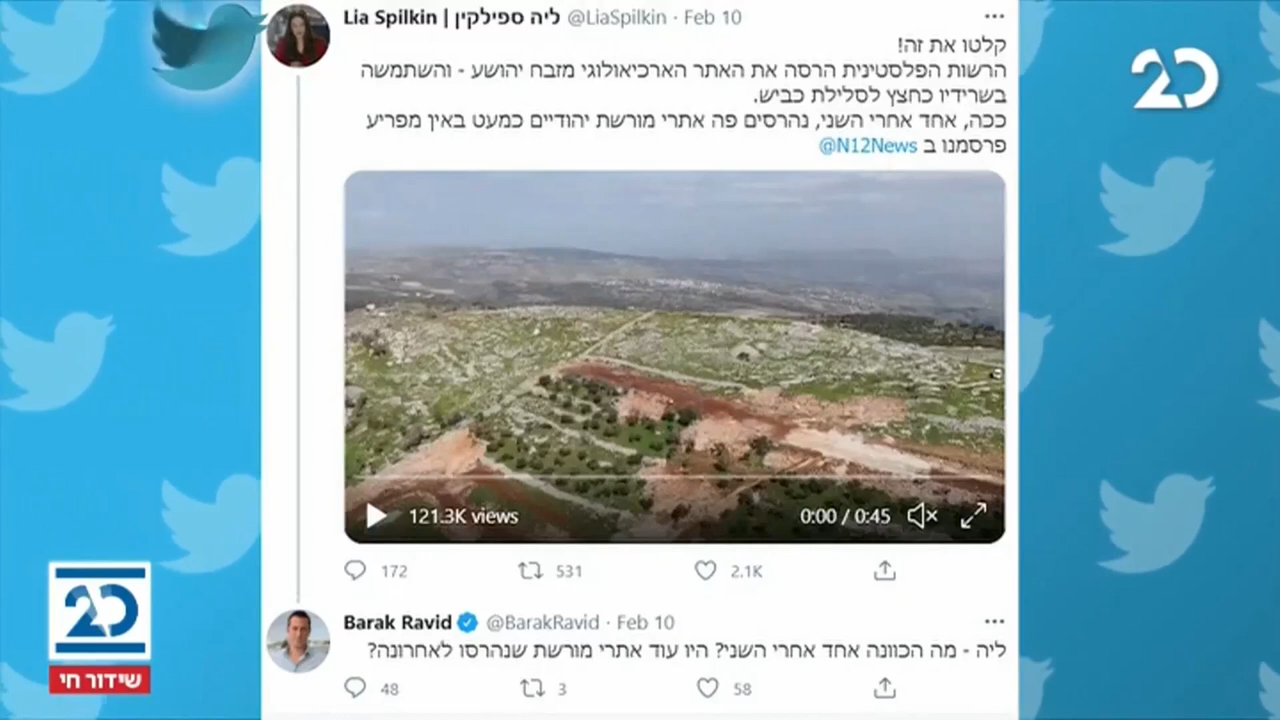 Lia Spilkin | ליה ספילקין @LiaSpilkin · Feb 10
קלטו את זה!
הרשות הפלסטינית הרסה את האתר הארכיאולוגי מזבח יהושע - והשתמשה
בשרידיו כחצץ לסלילת כביש.
ככה, אחד אחרי השני, נהרסים פה אתרי מורשת יהודיים כמעט באין מפריע
פרסמנו ב @N12News
20
121.3K views 0:00 / 0:45
172 531 2.1K
Barak Ravid @BarakRavid · Feb 10
ליה - מה הכוונה אחד אחרי השני? היו עוד אתרי מורשת שנהרסו לאחרונה?
48 3 58
20
שידור חי